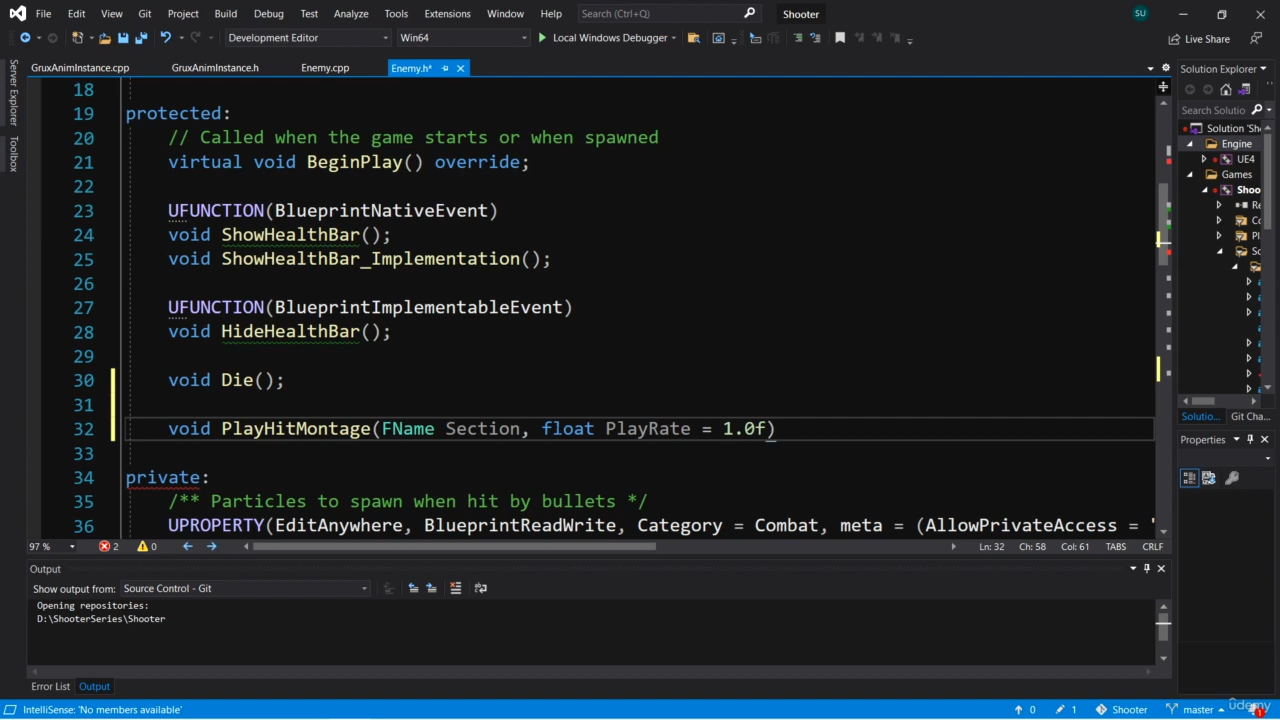 File Edit View Git Project Build Debug Test Analyze Tools Extensions Window Help Search (Ctrl+Q) Shooter SU
Development Editor Win64 Local Windows Debugger Live Share
GruxAnimInstance.cpp GruxAnimInstance.h Enemy.cpp Enemy.h*
Server Explorer
Toolbox
18
19 protected:
20 // Called when the game starts or when spawned
21 virtual void BeginPlay() override;
22
23 UFUNCTION(BlueprintNativeEvent)
24 void ShowHealthBar();
25 void ShowHealthBar_Implementation();
26
27 UFUNCTION(BlueprintImplementableEvent)
28 void HideHealthBar();
29
30 void Die();
31
32 void PlayHitMontage(FName Section, float PlayRate = 1.0f)
33
34 private:
35 /** Particles to spawn when hit by bullets */
36 UPROPERTY(EditAnywhere, BlueprintReadWrite, Category = Combat, meta = (AllowPrivateAccess = "
97 % 2 0 Ln: 32 Ch: 58 Col: 61 TABS CRLF
Output
Show output from: Source Control - Git
Opening repositories:
D:\ShooterSeries\Shooter
Error List Output
Solution Explorer
Search Solutio
Solution 'Sh
Engine
UE4
Games
Shoo
Re
Co
Pl
So
Solutio... Git Cha...
Properties
IntelliSense: 'No members available' 0 1 Shooter master 1
udemy